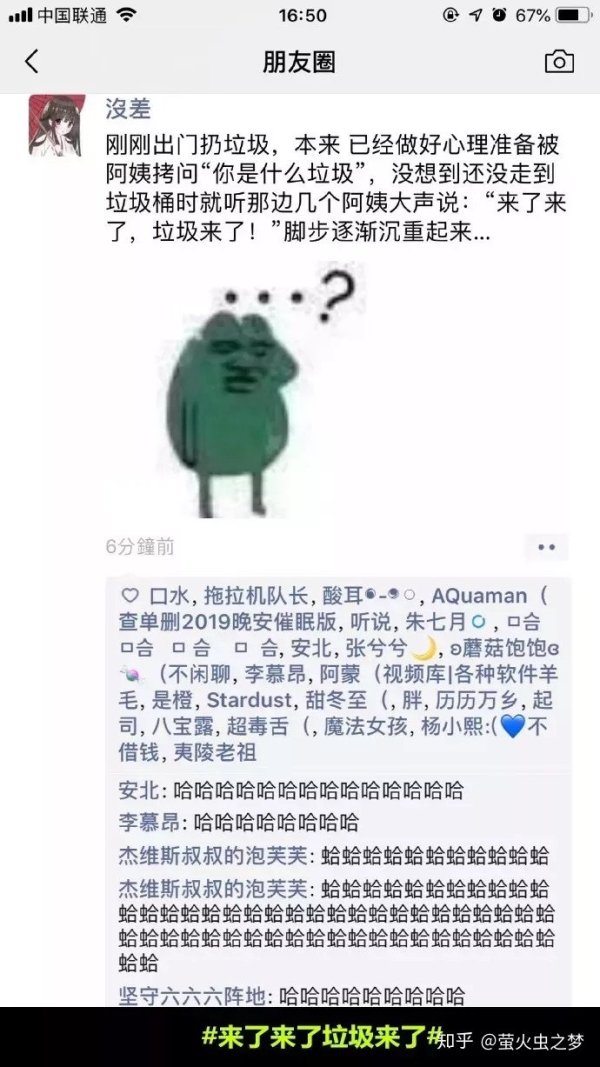 中国联通 16:50 67%
朋友圈
沒差
刚刚出门扔垃圾，本来 已经做好心理准备被
阿姨拷问“你是什么垃圾”，没想到还没走到
垃圾桶时就听那边几个阿姨大声说：“来了来
了，垃圾来了！”脚步逐渐沉重起来...
...?
6分鐘前
口水, 拖拉机队长, 酸耳, AQuaman（
查单删2019晚安催眠版, 听说, 朱七月, 口合
口合 口 合 口 合, 安北, 张兮兮🌙, ʚ蘑菇饱饱ɞ
🍬（不闲聊, 李慕昂, 阿蒙（视频库|各种软件羊
毛, 是橙, Stardust, 甜冬至（, 胖, 历历万乡, 起
司, 八宝露, 超毒舌（, 魔法女孩, 杨小熙:(💙不
借钱, 夷陵老祖
安北: 哈哈哈哈哈哈哈哈哈哈哈哈哈哈
李慕昂: 哈哈哈哈哈哈哈哈
杰维斯叔叔的泡芙芙: 蛤蛤蛤蛤蛤蛤蛤蛤蛤蛤蛤
杰维斯叔叔的泡芙芙: 蛤蛤蛤蛤蛤蛤蛤蛤蛤蛤蛤
蛤蛤蛤蛤蛤蛤蛤蛤蛤蛤蛤蛤蛤蛤蛤蛤蛤蛤蛤蛤蛤
蛤蛤蛤蛤蛤蛤蛤蛤蛤蛤蛤蛤蛤蛤蛤蛤蛤蛤蛤蛤蛤
蛤蛤
坚守六六六阵地: 哈哈哈哈哈哈哈哈哈
#来了来了垃圾来了#
知乎 @萤火虫之梦